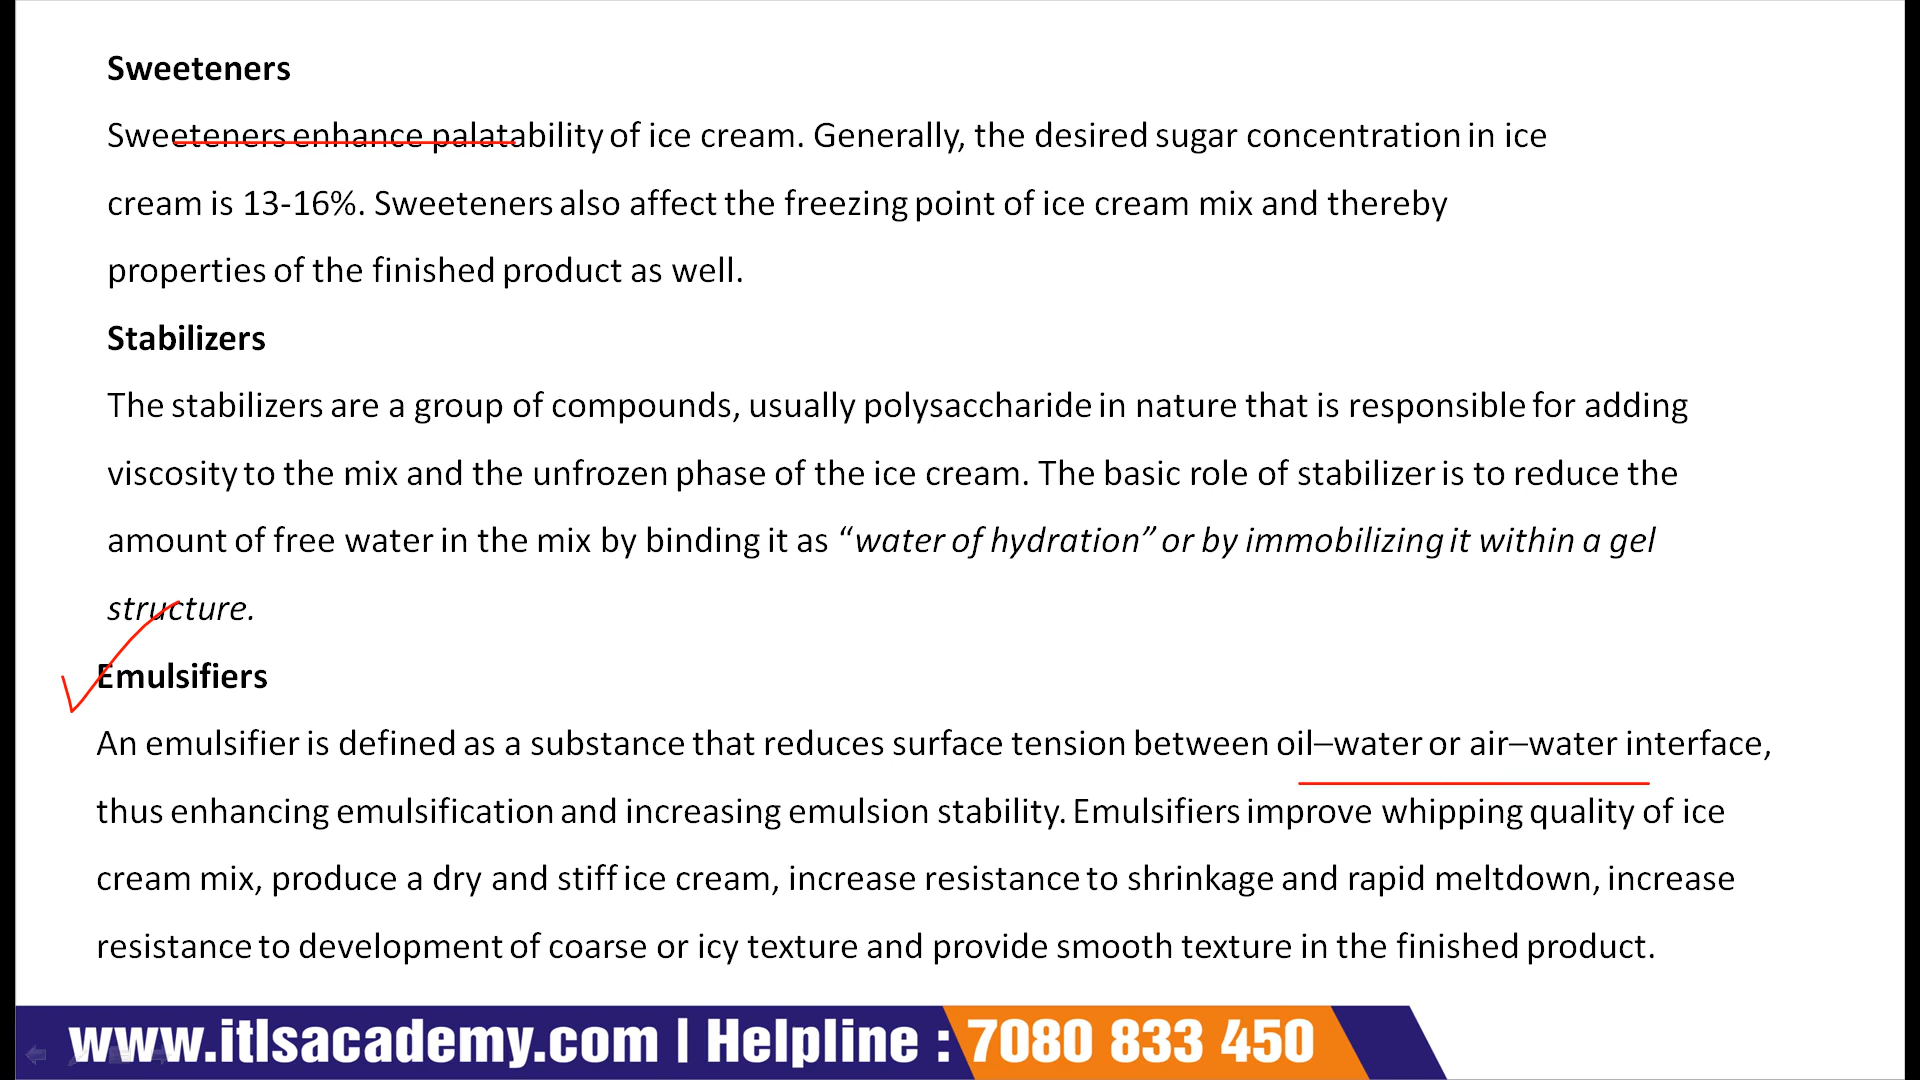 Sweeteners
Sweeteners enhance palatability of ice cream. Generally, the desired sugar concentration in ice
cream is 13-16%. Sweeteners also affect the freezing point of ice cream mix and thereby
properties of the finished product as well.
Stabilizers
The stabilizers are a group of compounds, usually polysaccharide in nature that is responsible for adding
viscosity to the mix and the unfrozen phase of the ice cream. The basic role of stabilizer is to reduce the
amount of free water in the mix by binding it as “water of hydration” or by immobilizing it within a gel
structure.
Emulsifiers
An emulsifier is defined as a substance that reduces surface tension between oil–water or air–water interface,
thus enhancing emulsification and increasing emulsion stability. Emulsifiers improve whipping quality of ice
cream mix, produce a dry and stiff ice cream, increase resistance to shrinkage and rapid meltdown, increase
resistance to development of coarse or icy texture and provide smooth texture in the finished product.
www.itlsacademy.com | Helpline : 7080 833 450